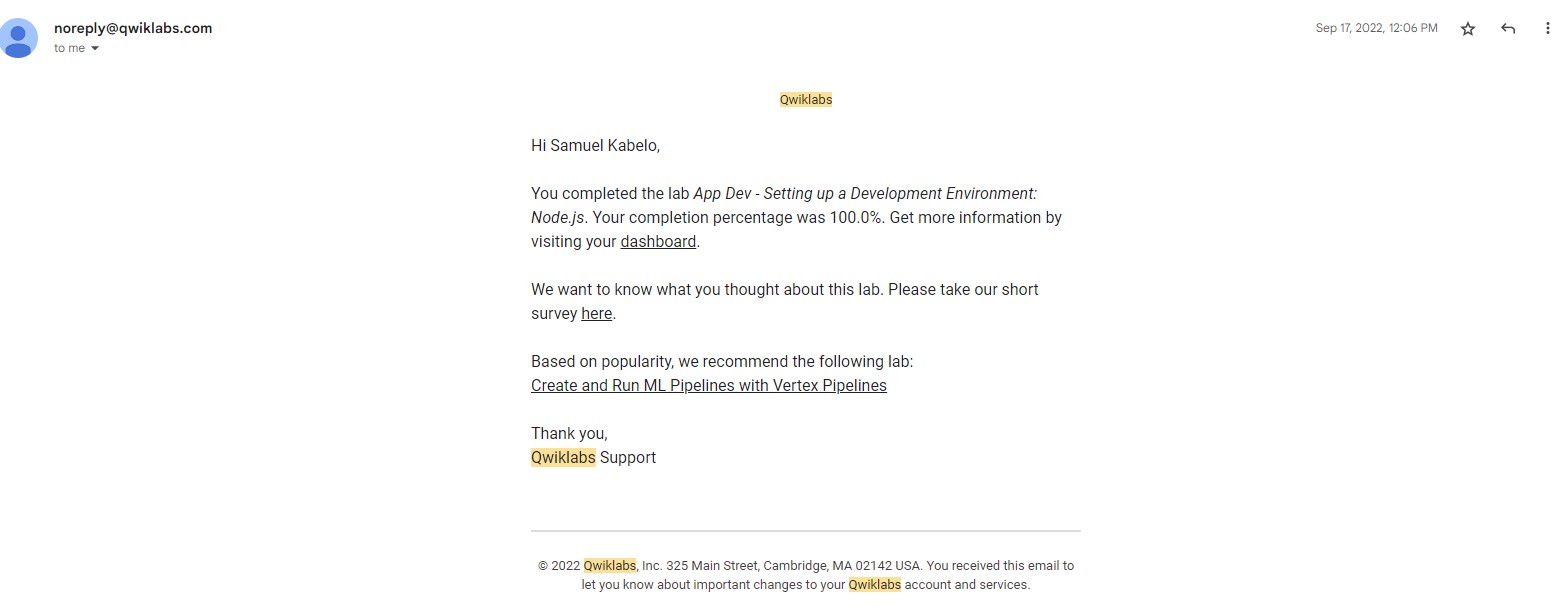 noreply@qwiklabs.com
Sep 17, 2022, 12:06 PM
to me
Qwiklabs
Hi Samuel Kabelo,
You completed the lab App Dev - Setting up a Development Environment:
Node.js. Your completion percentage was 100.0%. Get more information by
visiting your dashboard.
We want to know what you thought about this lab. Please take our short
survey here.
Based on popularity, we recommend the following lab:
Create and Run ML Pipelines with Vertex Pipelines
Thank you,
Qwiklabs Support
© 2022 Qwiklabs, Inc. 325 Main Street, Cambridge, MA 02142 USA. You received this email to
let you know about important changes to your Qwiklabs account and services.